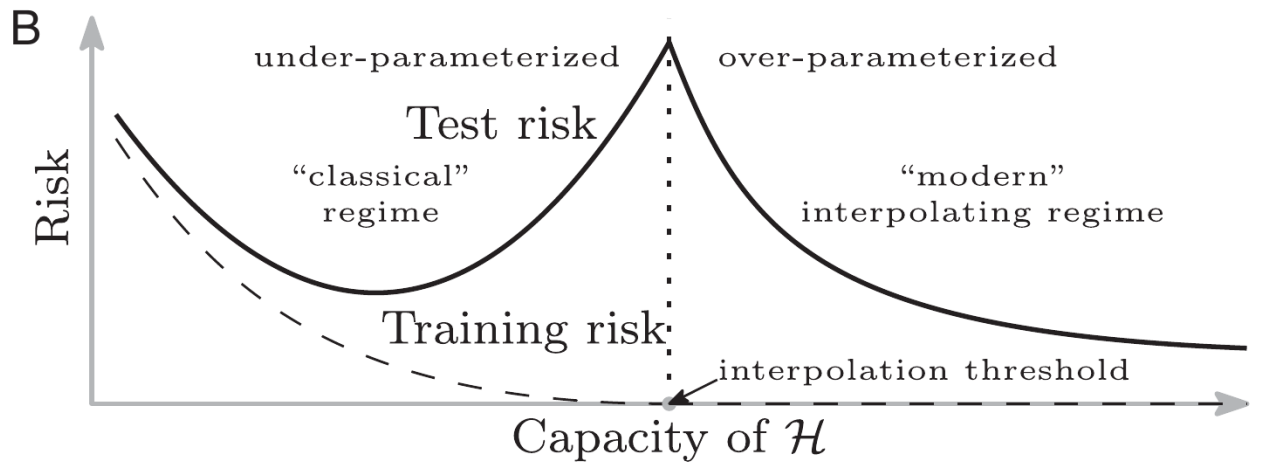 B
under-parameterized
over-parameterized
Test risk
“classical”
regime
“modern”
interpolating regime
Risk
Training risk
interpolation threshold
Capacity of ℋ